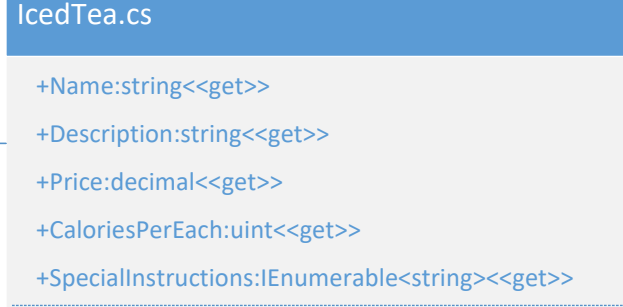 IcedTea.cs
+Name:string<<get>>
+Description:string<<get>>
+Price:decimal<<get>>
+CaloriesPerEach:uint<<get>>
+SpecialInstructions:IEnumerable<string><<get>>